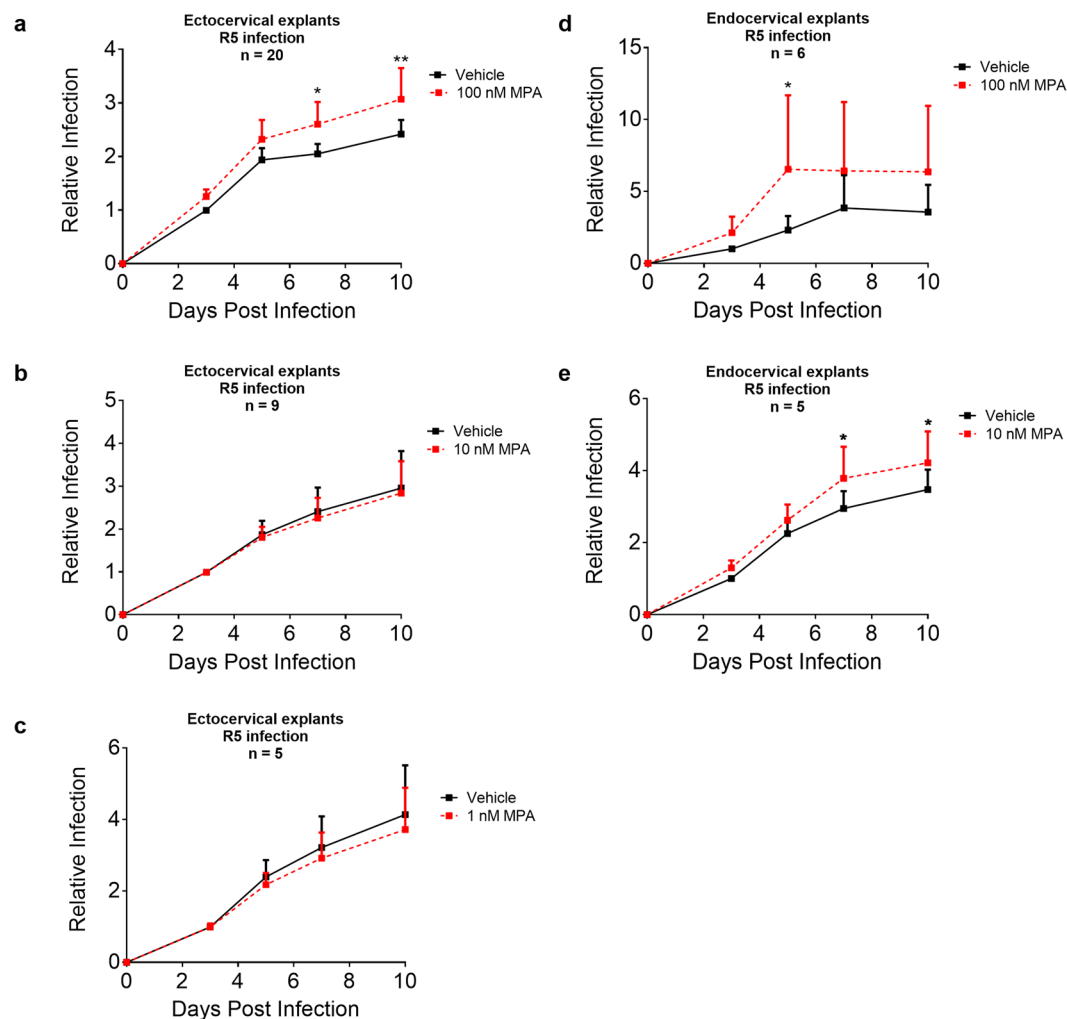 a
Ectocervical explants
R5 infection
n = 20
4
3
2
1
0
Relative Infection
*
**
Vehicle
100 nM MPA
0 2 4 6 8 10
Days Post Infection
d
Endocervical explants
R5 infection
n = 6
15
10
5
0
Relative Infection
*
Vehicle
100 nM MPA
0 2 4 6 8 10
Days Post Infection
b
Ectocervical explants
R5 infection
n = 9
5
4
3
2
1
0
Relative Infection
Vehicle
10 nM MPA
0 2 4 6 8 10
Days Post Infection
e
Endocervical explants
R5 infection
n = 5
6
4
2
0
Relative Infection
*
*
Vehicle
10 nM MPA
0 2 4 6 8 10
Days Post Infection
c
Ectocervical explants
R5 infection
n = 5
6
4
2
0
Relative Infection
Vehicle
1 nM MPA
0 2 4 6 8 10
Days Post Infection